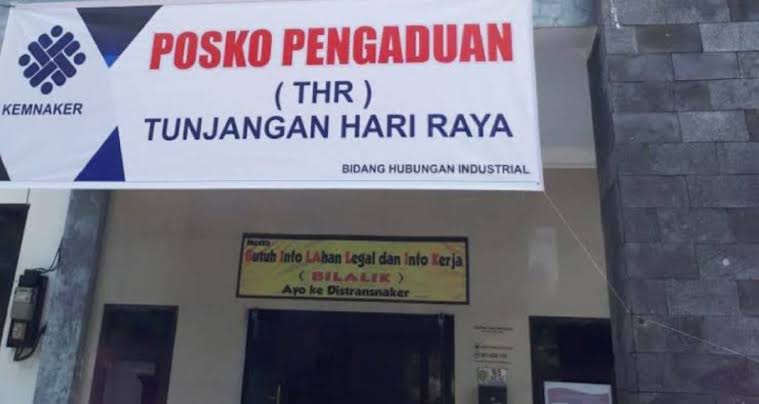 KEMNAKER
POSKO PENGADUAN
( THR )
TUNJANGAN HARI RAYA
BIDANG HUBUNGAN INDUSTRIAL
Motto :
Butuh Info LAhan Legal dan Info Kerja
( BILALIK )
Ayo ke Distransnaker